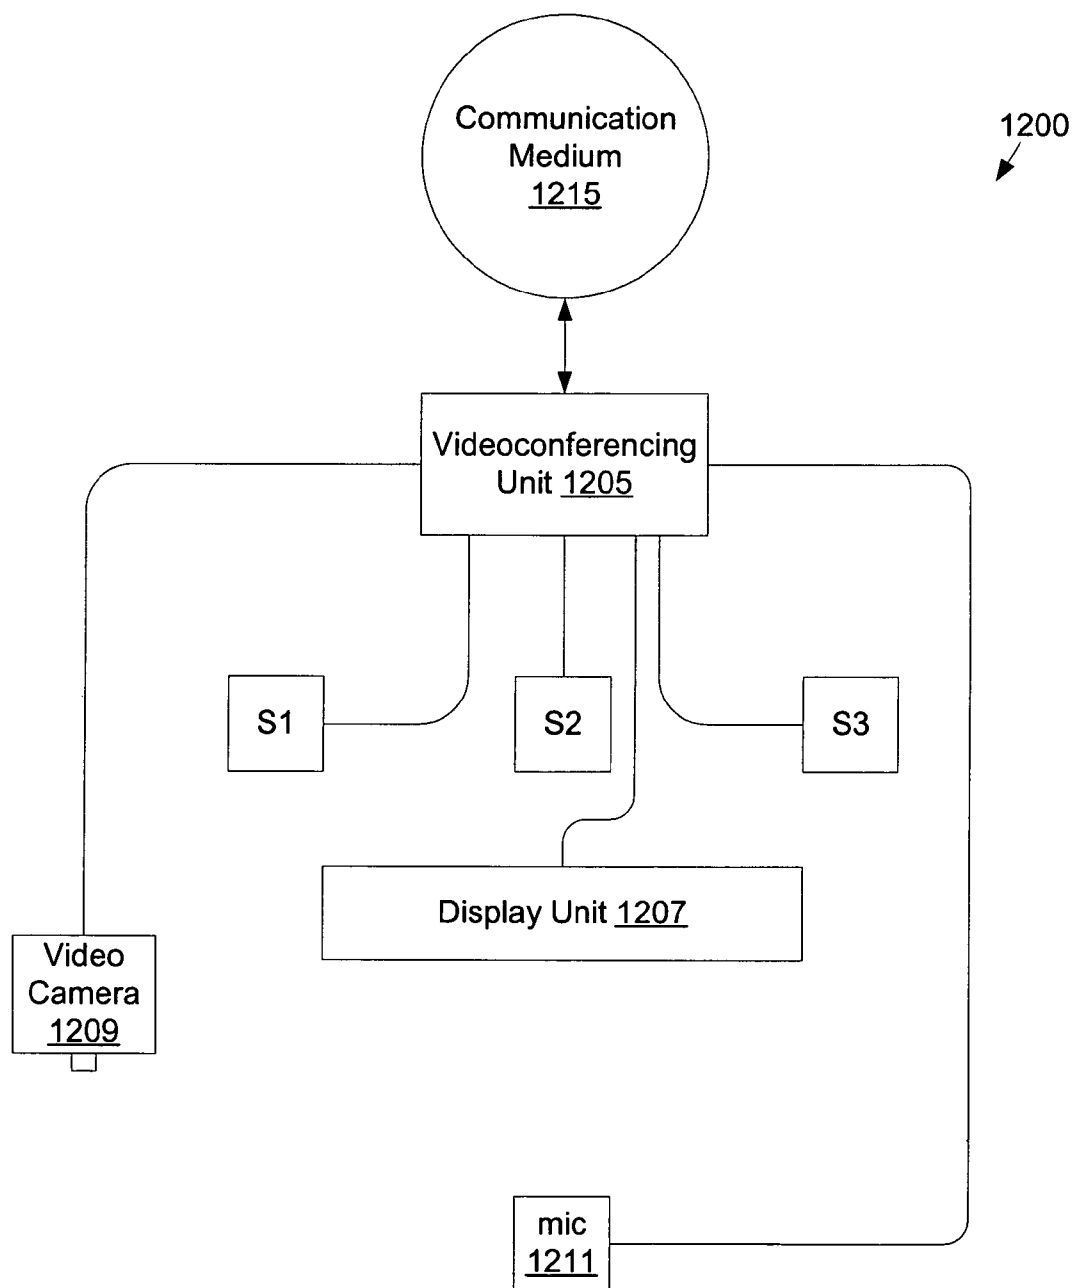 Communication
Medium
1215
1200
Videoconferencing
Unit 1205
S1
S2
S3
Display Unit 1207
Video
Camera
1209
mic
1211